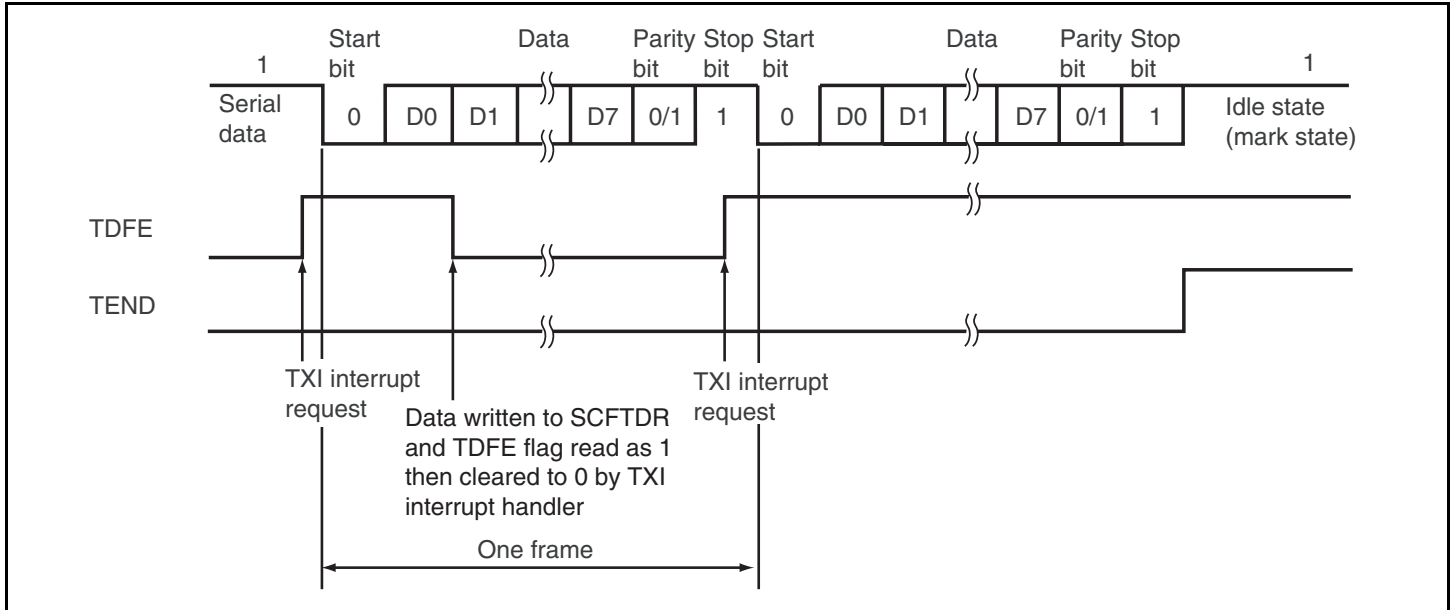 Start bit
Data
Parity bit
Stop bit
Start bit
Data
Parity bit
Stop bit
1
Serial data
0
D0
D1
D7
0/1
1
0
D0
D1
D7
0/1
1
1
Idle state
(mark state)
TDFE
TEND
TXI interrupt
request
Data written to SCFTDR
and TDFE flag read as 1
then cleared to 0 by TXI
interrupt handler
TXI interrupt
request
One frame